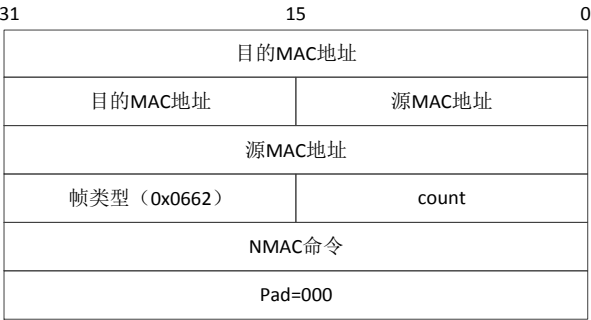 31 15 0
目的MAC地址
目的MAC地址 源MAC地址
源MAC地址
帧类型（0x0662） count
NMAC命令
Pad=000